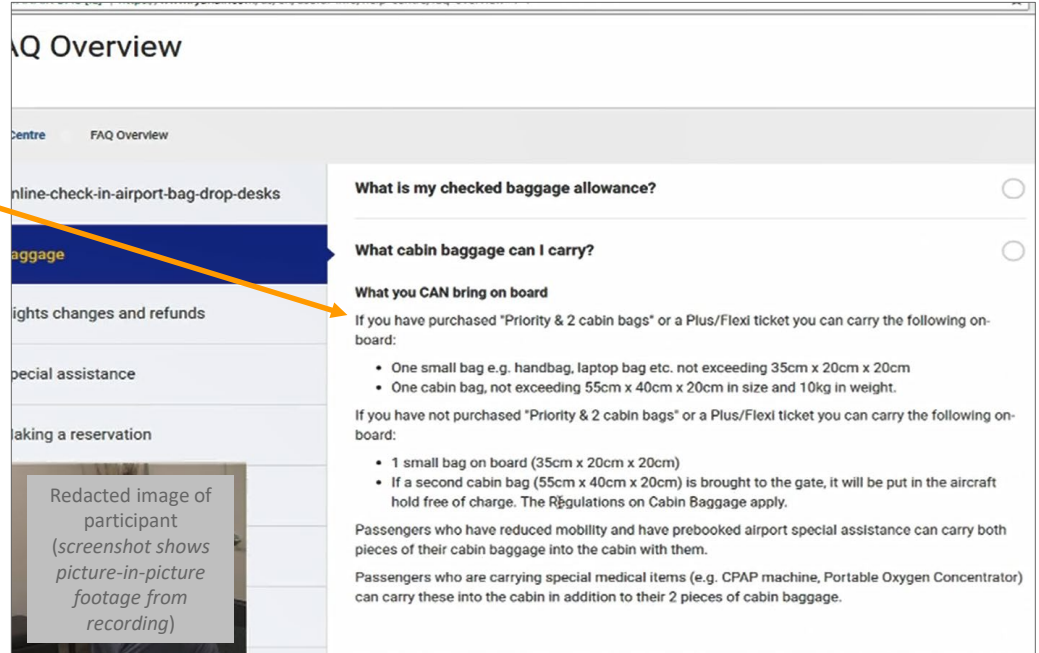 AQ Overview
Centre FAQ Overview
nline-check-in-airport-bag-drop-desks
aggage
ights changes and refunds
pecial assistance
aking a reservation
What is my checked baggage allowance?
What cabin baggage can I carry?
What you CAN bring on board
If you have purchased "Priority & 2 cabin bags" or a Plus/Flexi ticket you can carry the following on-
board:
• One small bag e.g. handbag, laptop bag etc. not exceeding 35cm x 20cm x 20cm
• One cabin bag, not exceeding 55cm x 40cm x 20cm in size and 10kg in weight.
If you have not purchased "Priority & 2 cabin bags" or a Plus/Flexi ticket you can carry the following on-
board:
• 1 small bag on board (35cm x 20cm x 20cm)
• If a second cabin bag (55cm x 40cm x 20cm) is brought to the gate, it will be put in the aircraft
hold free of charge. The Regulations on Cabin Baggage apply.
Passengers who have reduced mobility and have prebooked airport special assistance can carry both
pieces of their cabin baggage into the cabin with them.
Passengers who are carrying special medical items (e.g. CPAP machine, Portable Oxygen Concentrator)
can carry these into the cabin in addition to their 2 pieces of cabin baggage.
Redacted image of
participant
(screenshot shows
picture-in-picture
footage from
recording)